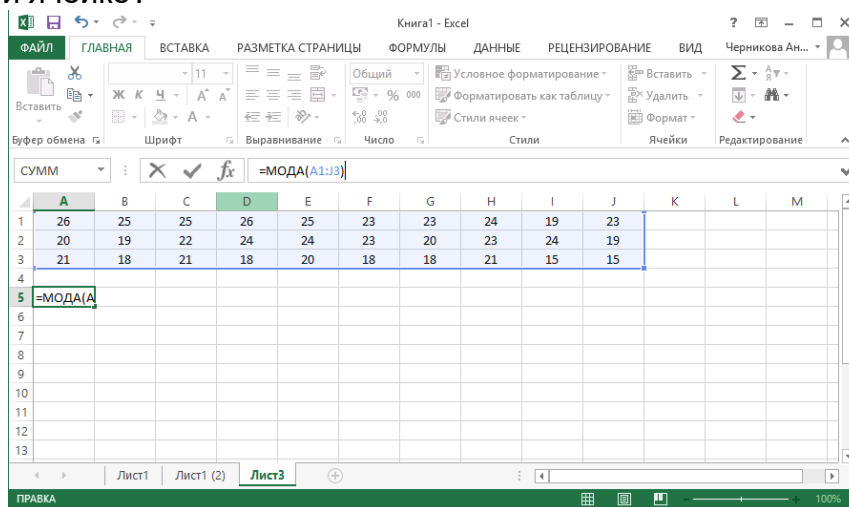 и ячейке?
Книга1 - Excel
ФАЙЛ ГЛАВНАЯ ВСТАВКА РАЗМЕТКА СТРАНИЦЫ ФОРМУЛЫ ДАННЫЕ РЕЦЕНЗИРОВАНИЕ ВИД Черникова Ан...
11 Общий Условное форматирование Вставить
Вставить Ж К Ч A A % 000 Форматировать как таблицу Удалить
A Стили ячеек Формат
Буфер обмена Шрифт Выравнивание Число Стили Ячейки Редактирование
СУММ fx =МОДА(A1:J3)
A B C D E F G H I J K L M
1 26 25 25 26 25 23 23 24 19 23
2 20 19 22 24 24 23 20 23 24 19
3 21 18 21 18 20 18 18 21 15 15
4
5 =МОДА(A
6
7
8
9
10
11
12
13
Лист1 Лист1 (2) Лист3
ПРАВКА 100%